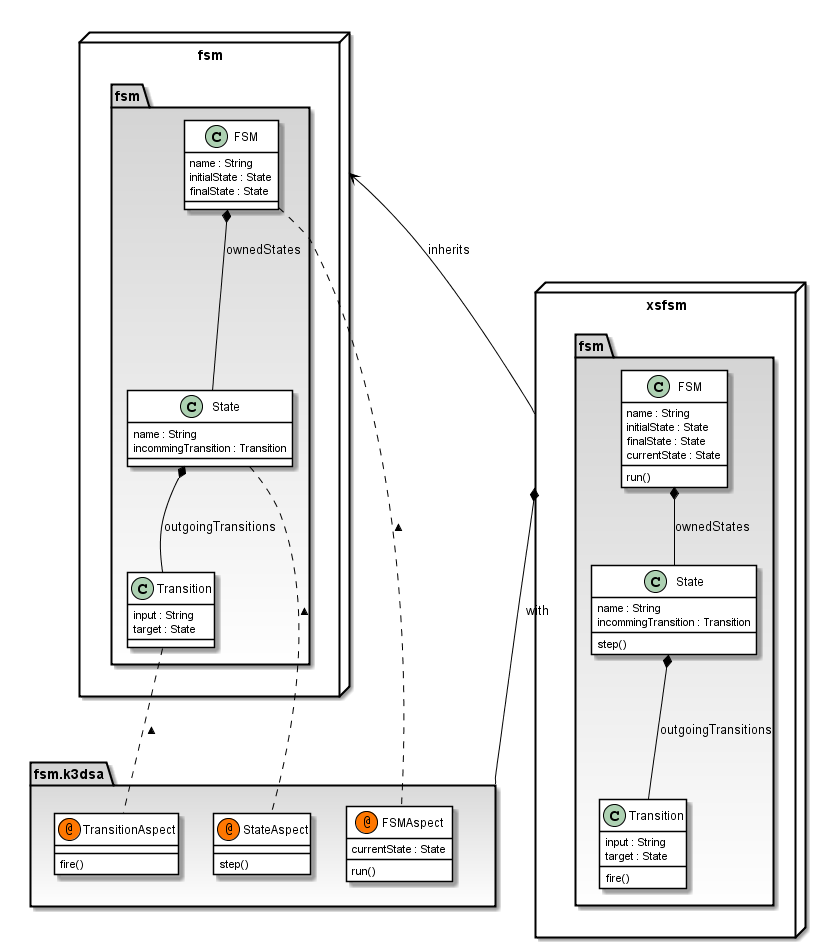 fsm
fsm
C FSM
name : String
initialState : State
finalState : State
ownedStates
C State
name : String
incommingTransition : Transition
outgoingTransitions
C Transition
input : String
target : State
inherits
with
fsm.k3dsa
@ TransitionAspect
fire()
@ StateAspect
step()
@ FSMAspect
currentState : State
run()
xsfsm
fsm
C FSM
name : String
initialState : State
finalState : State
currentState : State
run()
ownedStates
C State
name : String
incommingTransition : Transition
step()
outgoingTransitions
C Transition
input : String
target : State
fire()